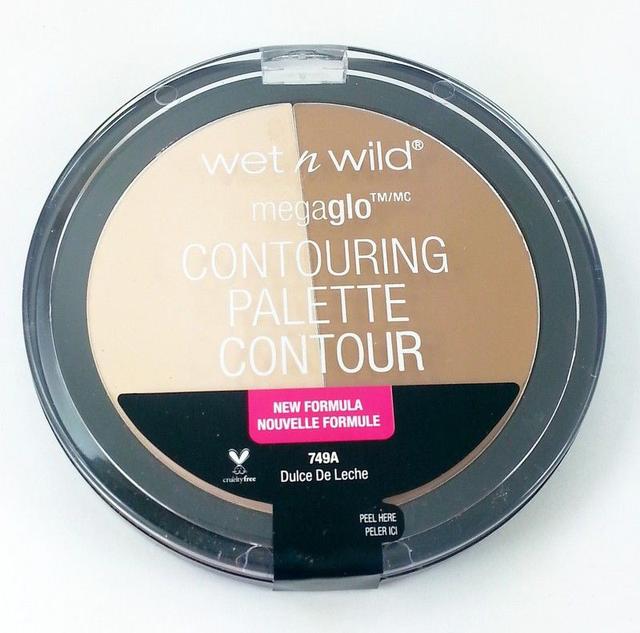 wet n wild®
megaglo™/MC
CONTOURING
PALETTE
CONTOUR
NEW FORMULA
NOUVELLE FORMULE
749A
Dulce De Leche
crueltyfree
PEEL HERE
PELER ICI